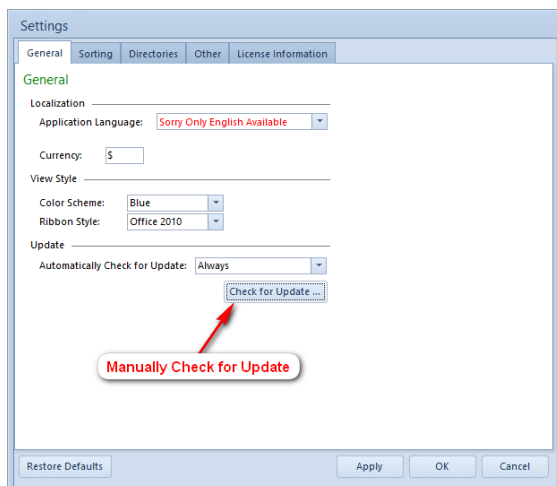 Settings
General Sorting Directories Other License Information
General
Localization
Application Language: Sorry Only English Available
Currency: $
View Style
Color Scheme: Blue
Ribbon Style: Office 2010
Update
Automatically Check for Update: Always
Check for Update ...
Manually Check for Update
Restore Defaults Apply OK Cancel